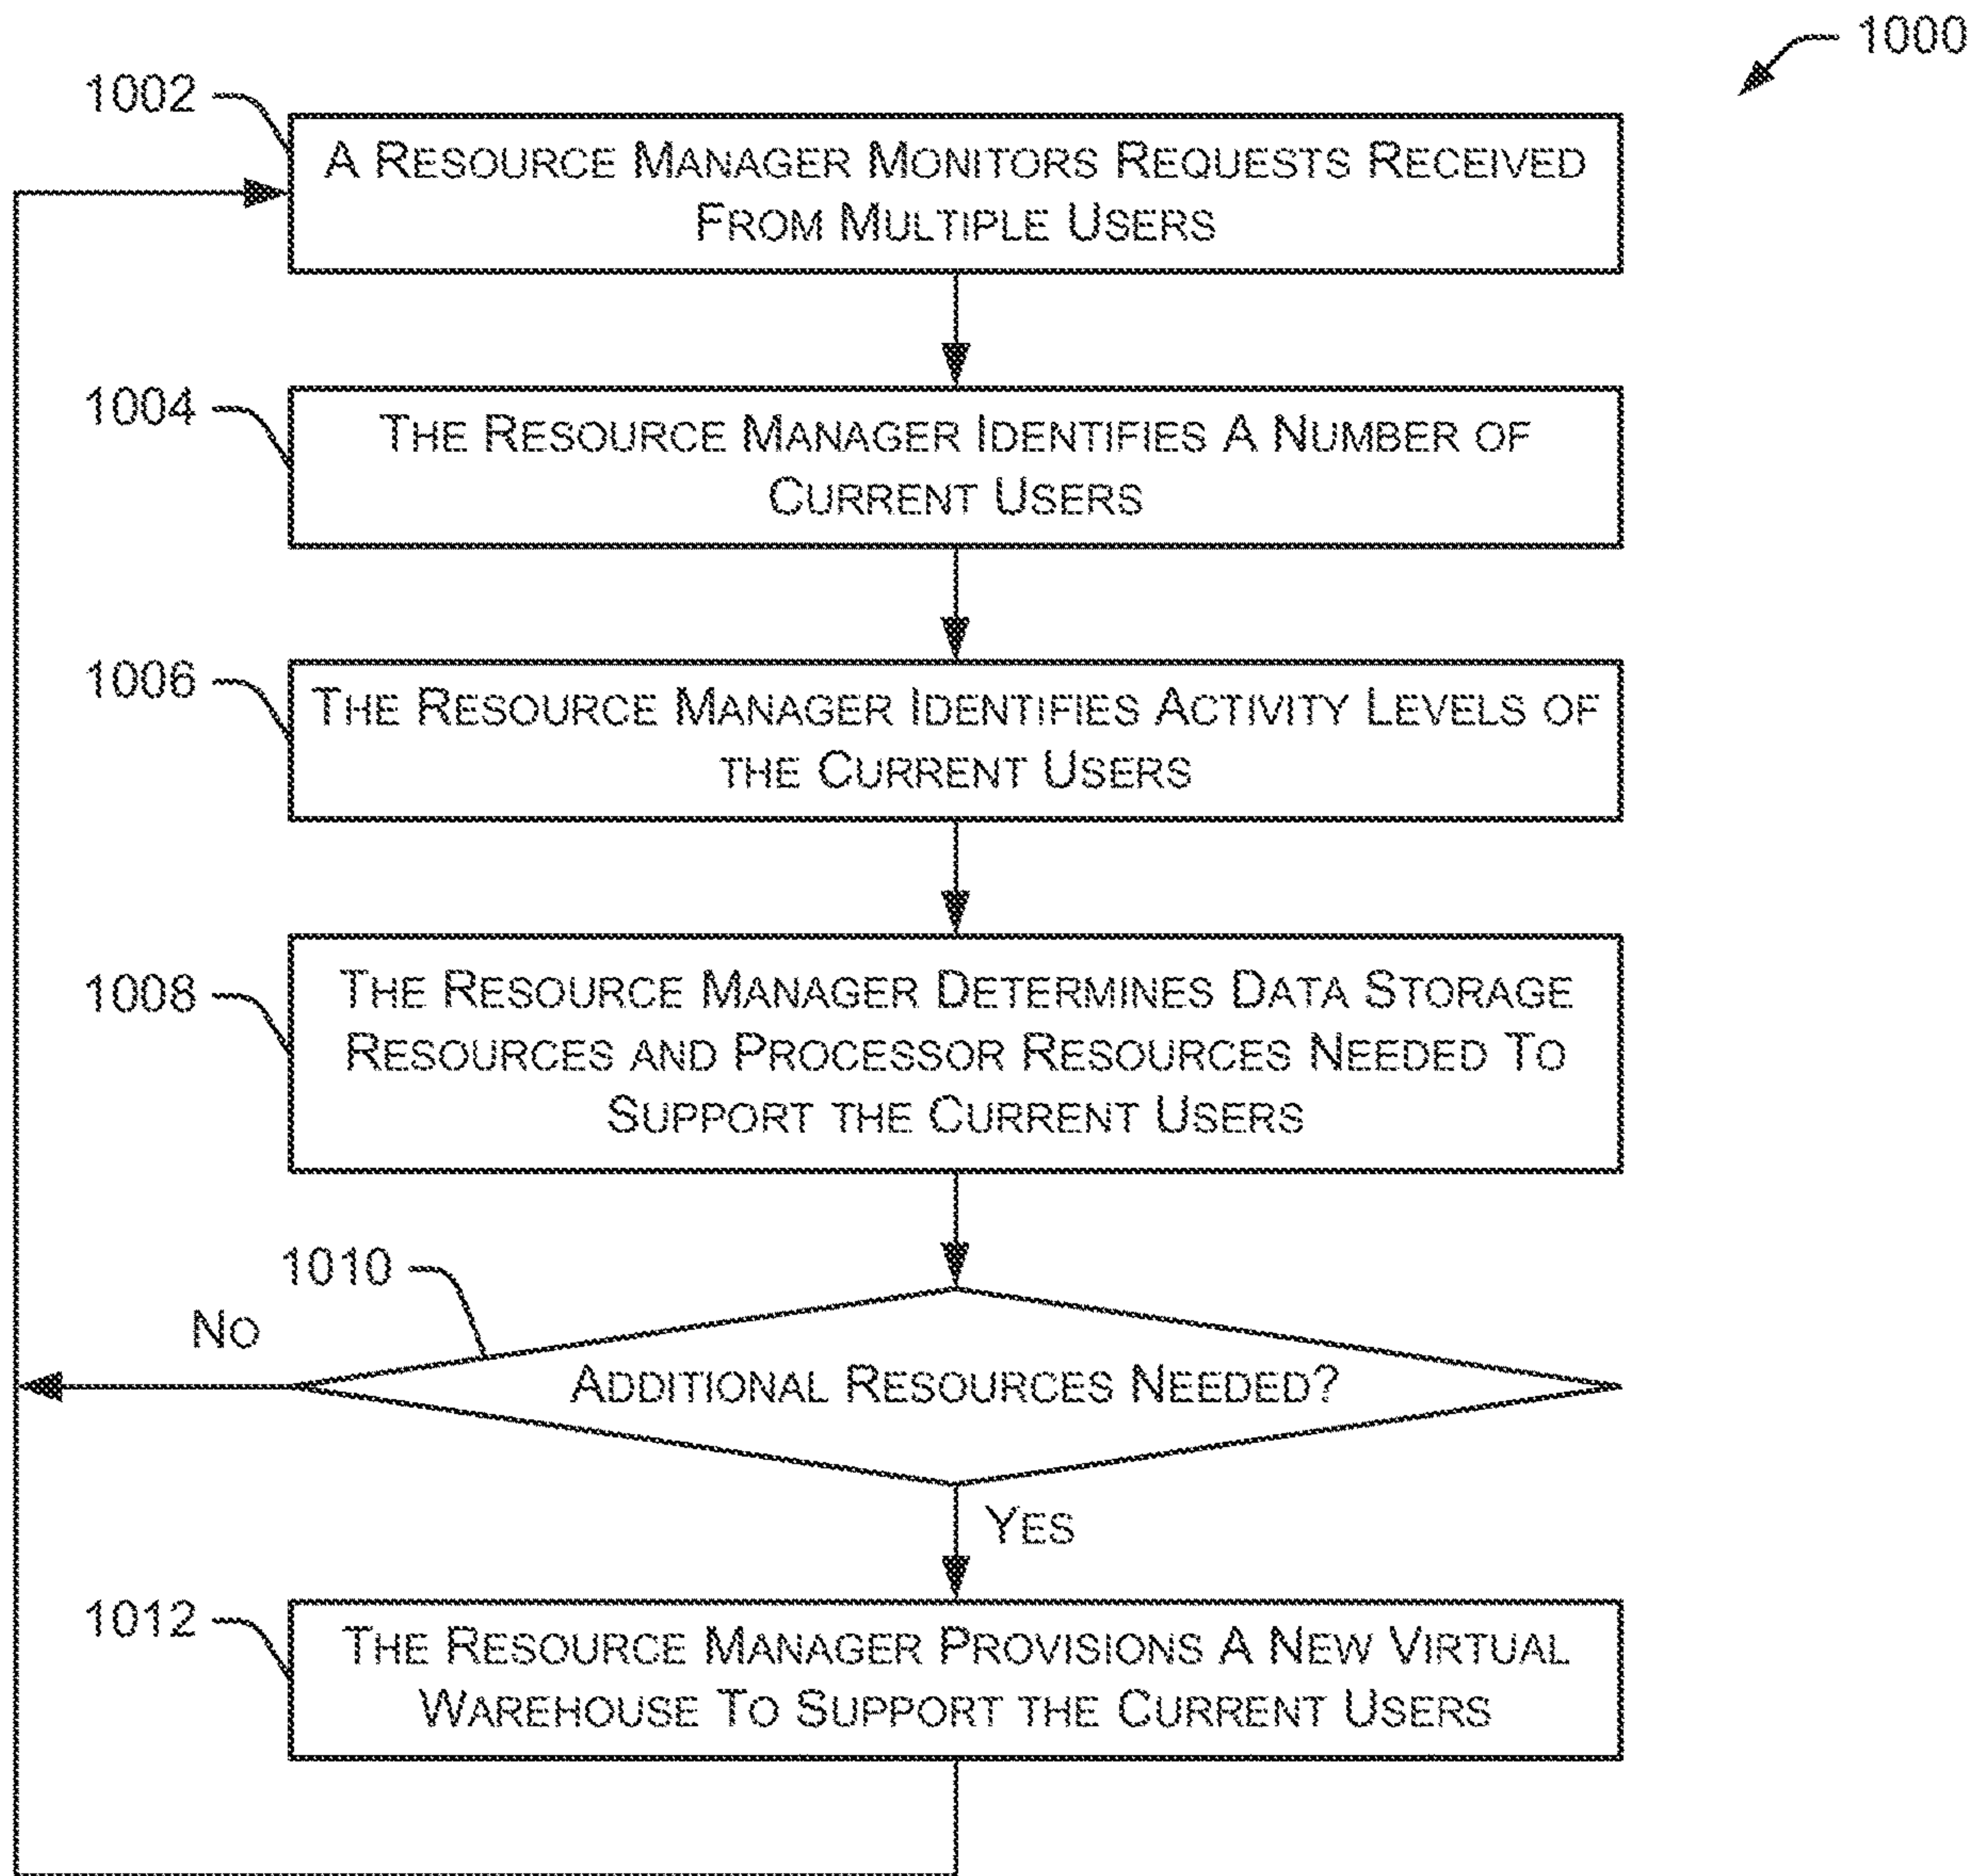 1000
1002
A RESOURCE MANAGER MONITORS REQUESTS RECEIVED
FROM MULTIPLE USERS
1004
THE RESOURCE MANAGER IDENTIFIES A NUMBER OF
CURRENT USERS
1006
THE RESOURCE MANAGER IDENTIFIES ACTIVITY LEVELS OF
THE CURRENT USERS
1008
THE RESOURCE MANAGER DETERMINES DATA STORAGE
RESOURCES AND PROCESSOR RESOURCES NEEDED TO
SUPPORT THE CURRENT USERS
1010
NO
ADDITIONAL RESOURCES NEEDED?
YES
1012
THE RESOURCE MANAGER PROVISIONS A NEW VIRTUAL
WAREHOUSE TO SUPPORT THE CURRENT USERS